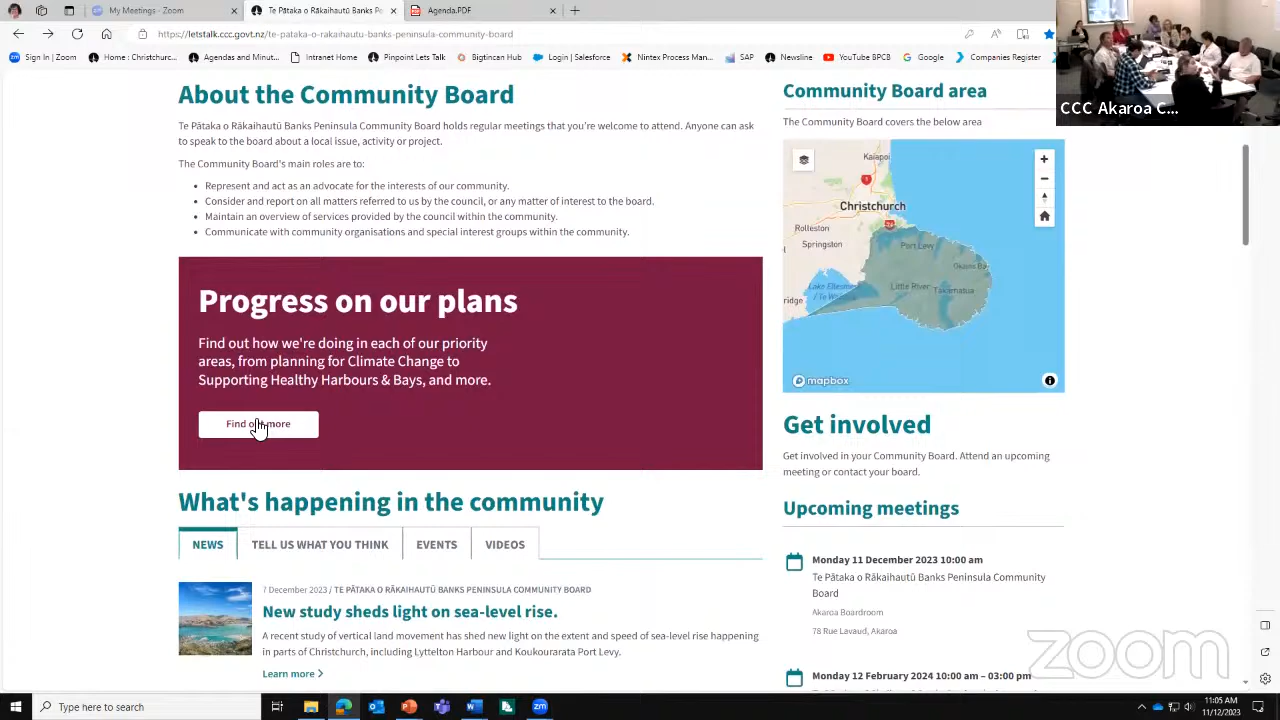 My Meetings - Zoom
Te Pātaka o Rākaihautū Banks Pe
Agenda.PDF
https://letstalk.ccc.govt.nz/te-pataka-o-rakaihautu-banks-peninsula-community-board
Sign In | Zoom
Home | Christchurch...
Agendas and Minut...
Intranet Home
Pinpoint Lets Talk
Bigtincan Hub
Login | Salesforce
Nintex Process Man...
SAP
Newsline
YouTube BPCB
Google
Companies Register
CCC Akaroa C...
About the Community Board
Te Pātaka o Rākaihautū Banks Peninsula Community Board holds regular meetings that you're welcome to attend. Anyone can ask
to speak to the board about a local issue, activity or project.
The Community Board's main roles are to:
Represent and act as an advocate for the interests of our community.
Consider and report on all matters referred to us by the council, or any matter of interest to the board.
Maintain an overview of services provided by the council within the community.
Communicate with community organisations and special interest groups within the community.
Progress on our plans
Find out how we're doing in each of our priority
areas, from planning for Climate Change to
Supporting Healthy Harbours & Bays, and more.
Find out more
What's happening in the community
NEWS
TELL US WHAT YOU THINK
EVENTS
VIDEOS
7 December 2023 / TE PĀTAKA O RĀKAIHAUTŪ BANKS PENINSULA COMMUNITY BOARD
New study sheds light on sea-level rise.
A recent study of vertical land movement has shed new light on the extent and speed of sea-level rise happening
in parts of Christchurch, including Lyttelton Harbour and Koukourarata Port Levy.
Learn more
Community Board area
The Community Board covers the below area
Kaiapoi
Christchurch
Rolleston
Springston
Port Levy
Okains Ba
Little River
Takamatua
Lake Ellesmere
/ Te W
ridge
mapbox
Get involved
Get involved in your Community Board. Attend an upcoming
meeting or contact your board.
Upcoming meetings
Monday 11 December 2023 10:00 am
Te Pātaka o Rākaihautū Banks Peninsula Community
Board
Akaroa Boardroom
78 Rue Lavaud, Akaroa
Monday 12 February 2024 10:00 am – 03:00 pm
zoom
Type here to search
11:05 AM
11/12/2023